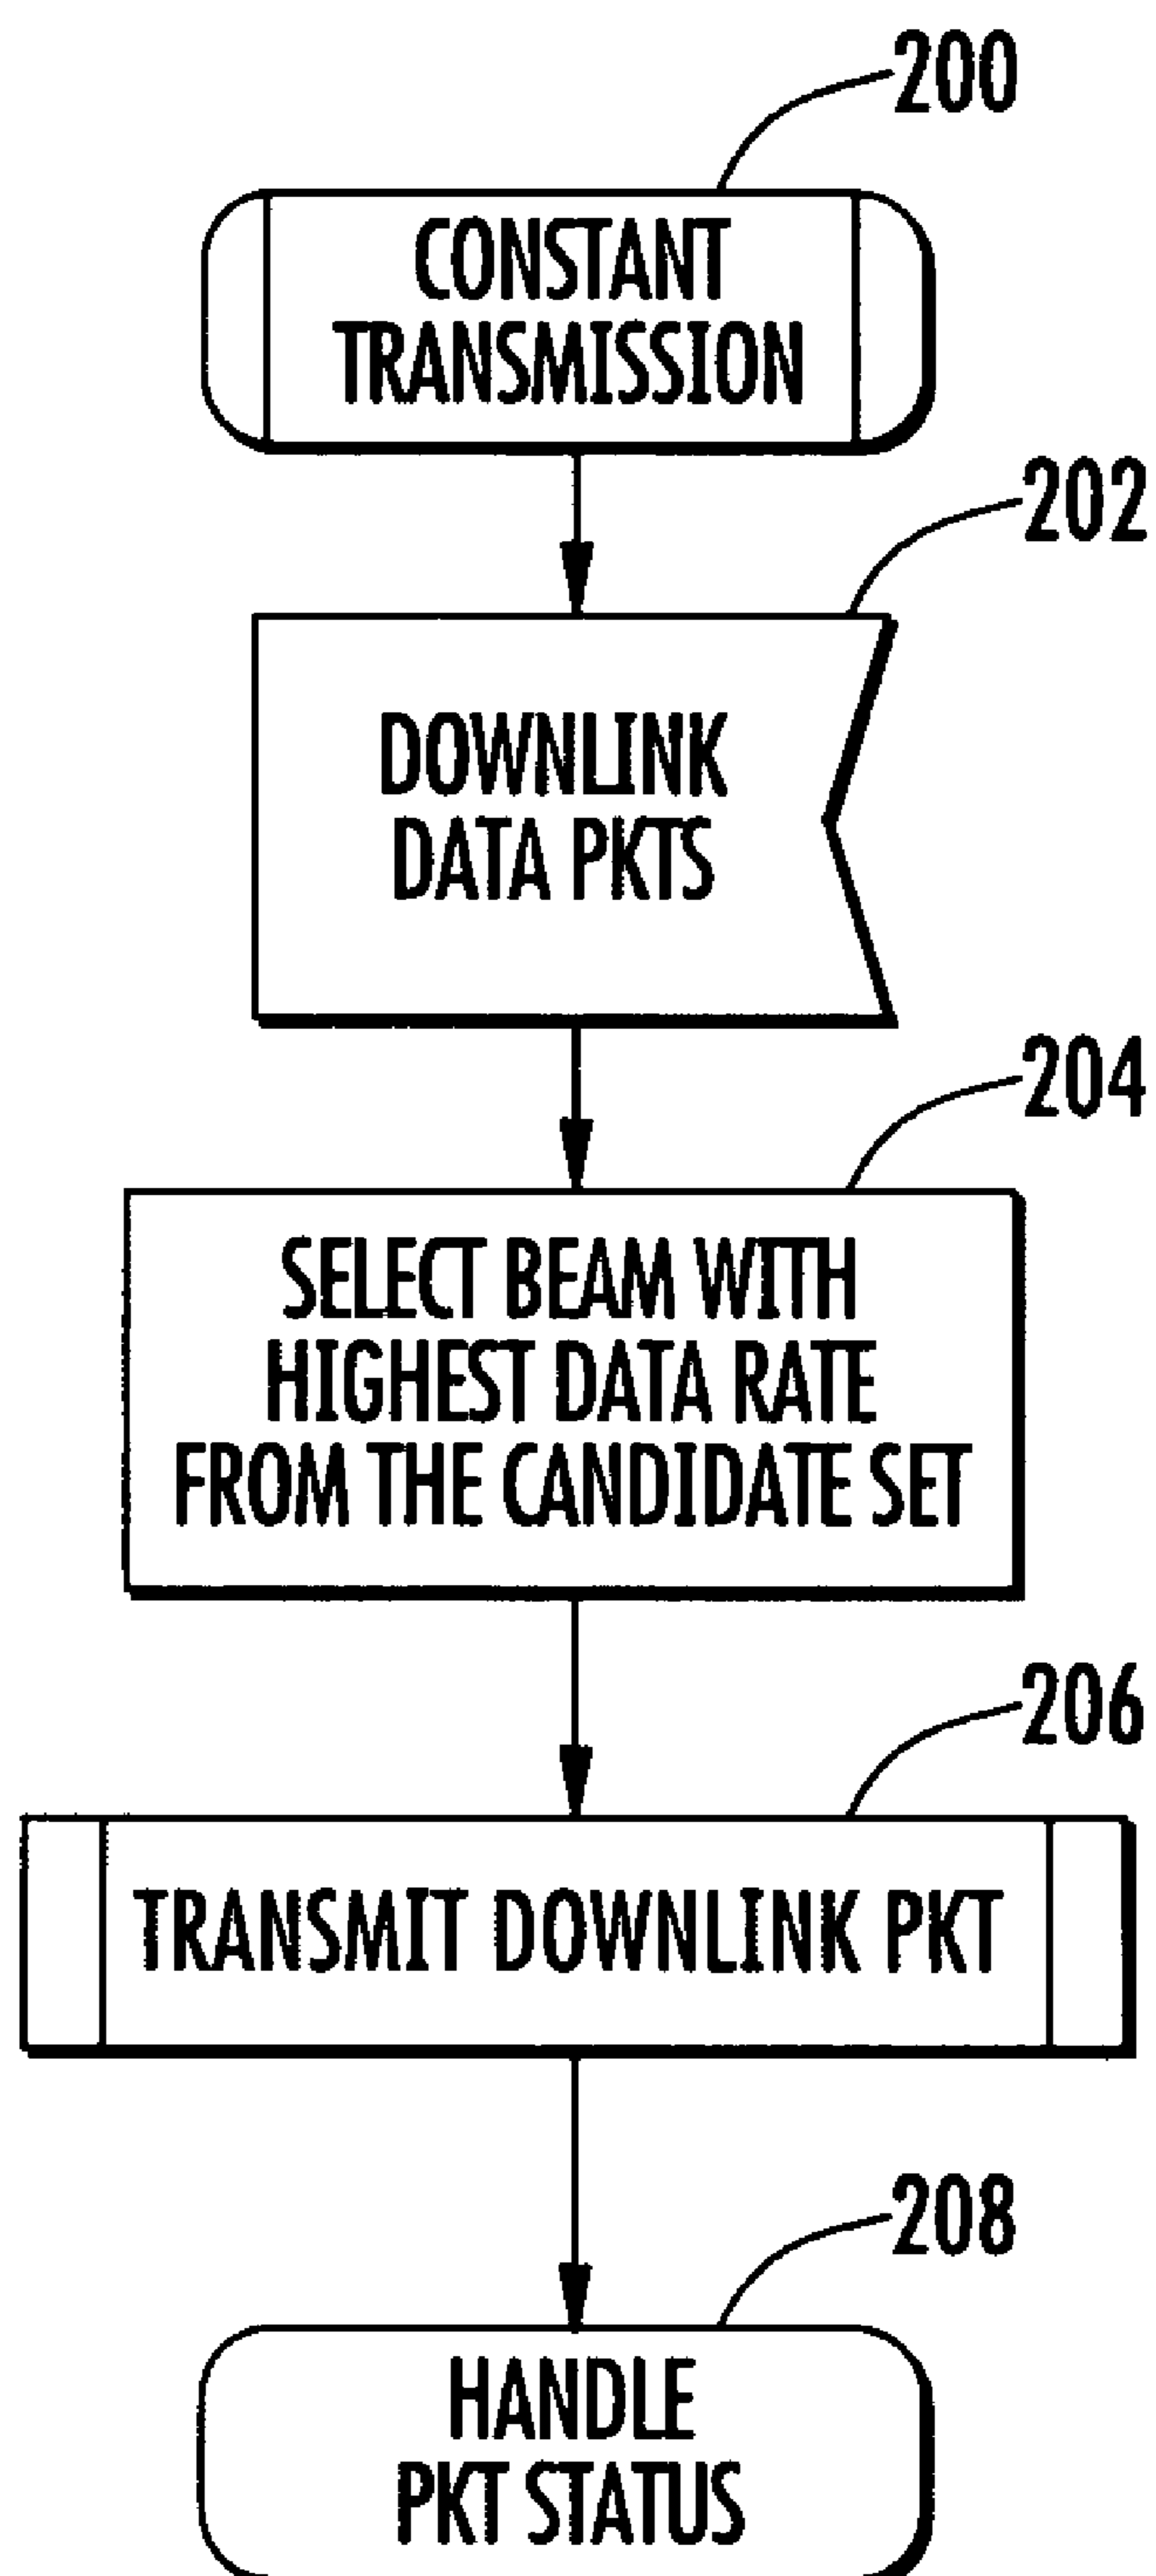 200
CONSTANT
TRANSMISSION
202
DOWNLINK
DATA PKTS
204
SELECT BEAM WITH
HIGHEST DATA RATE
FROM THE CANDIDATE SET
206
TRANSMIT DOWNLINK PKT
208
HANDLE
PKT STATUS